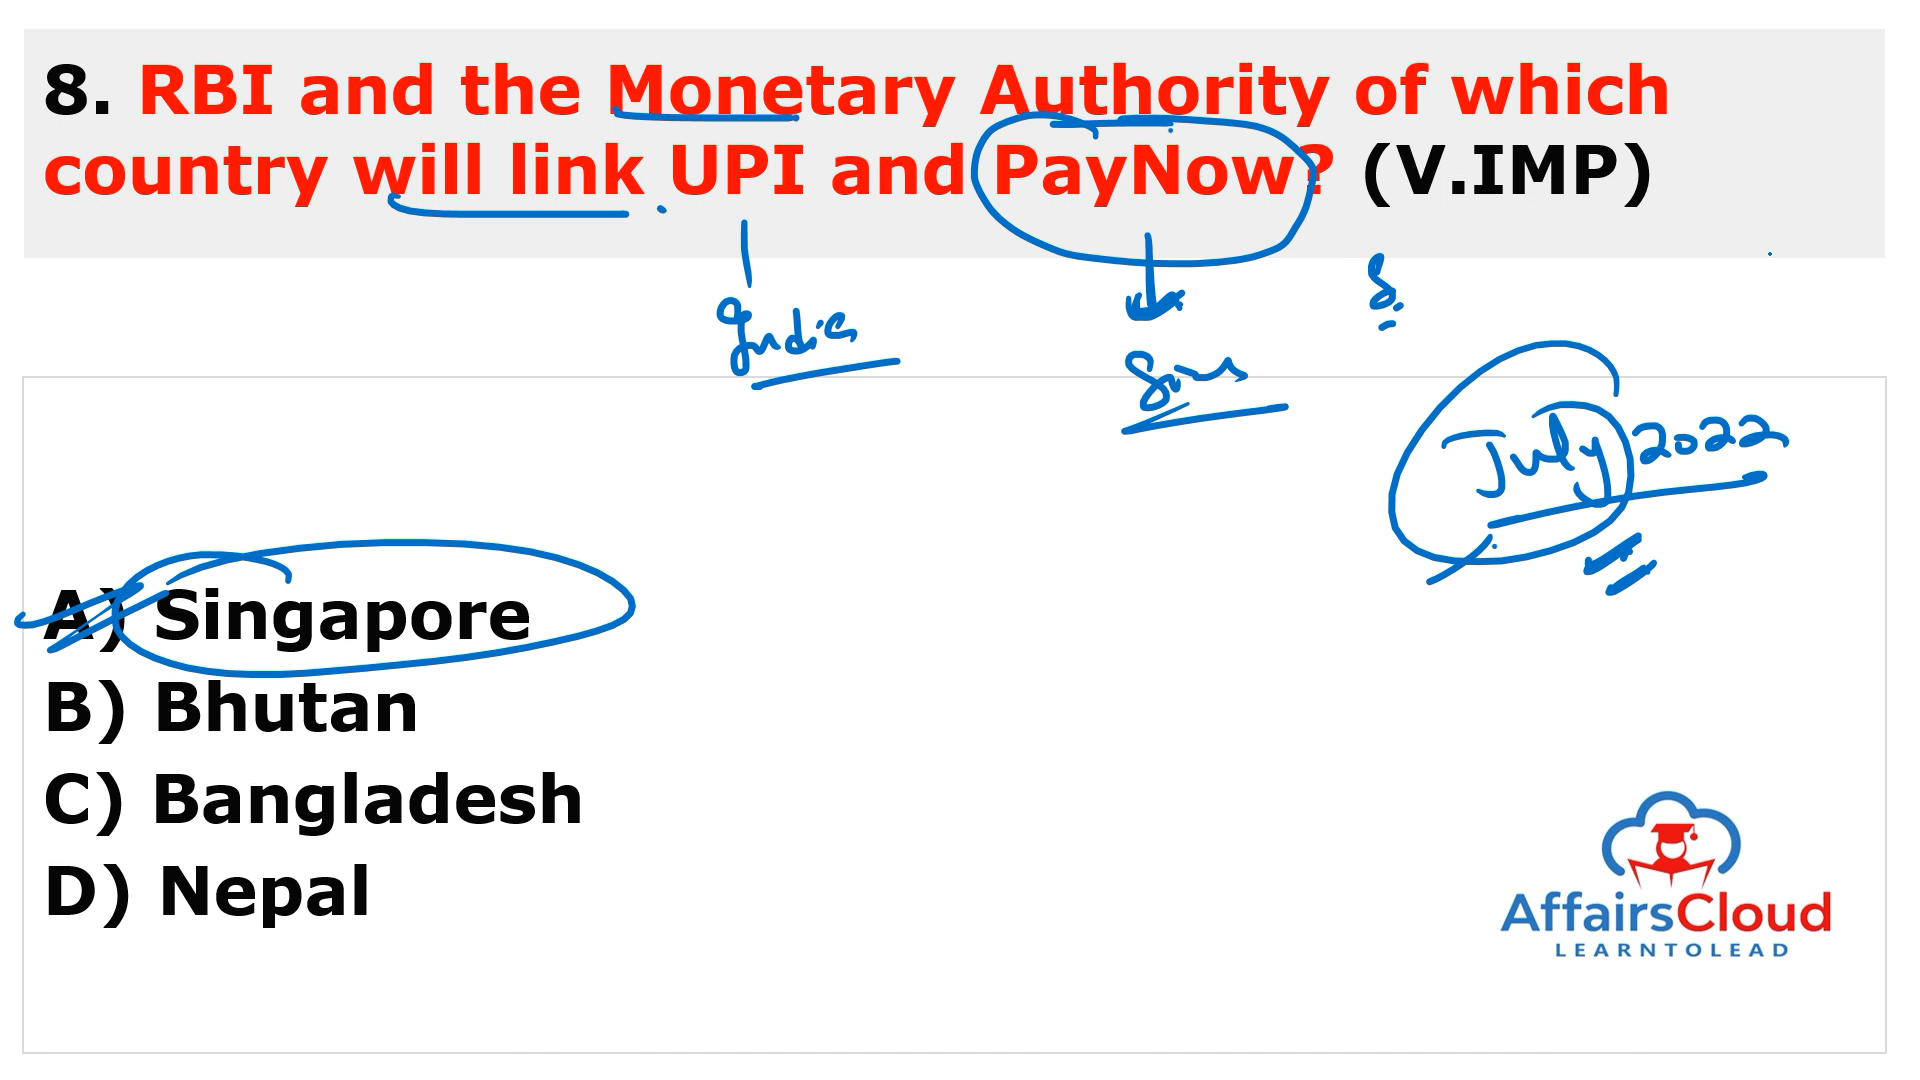 8. RBI and the Monetary Authority of which
country will link UPI and PayNow? (V.IMP)
India
July 2022
A) Singapore
B) Bhutan
C) Bangladesh
D) Nepal
AffairsCloud
LEARNTOLEAD